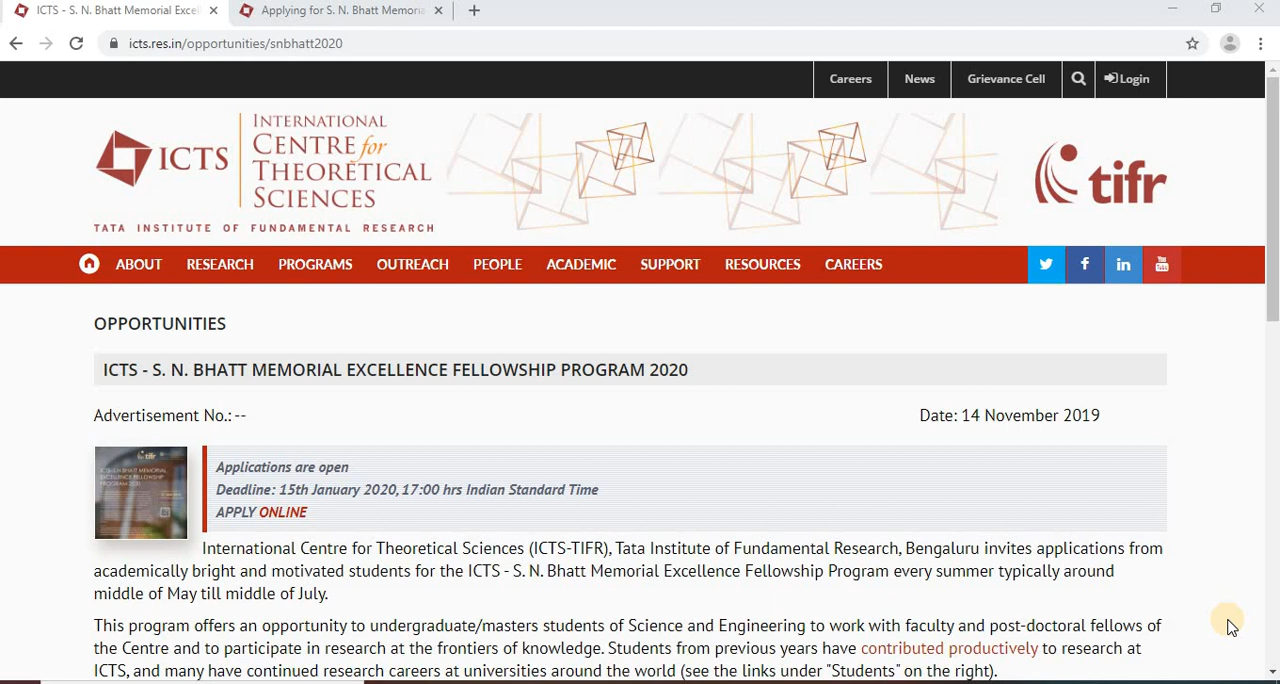 ICTS - S. N. Bhatt Memorial Excel
Applying for S. N. Bhatt Memoria
icts.res.in/opportunities/snbhatt2020
Careers
News
Grievance Cell
Login
ICTS
INTERNATIONAL
CENTRE for
THEORETICAL
SCIENCES
TATA INSTITUTE OF FUNDAMENTAL RESEARCH
tifr
ABOUT
RESEARCH
PROGRAMS
OUTREACH
PEOPLE
ACADEMIC
SUPPORT
RESOURCES
CAREERS
OPPORTUNITIES
ICTS - S. N. BHATT MEMORIAL EXCELLENCE FELLOWSHIP PROGRAM 2020
Advertisement No.: --
Date: 14 November 2019
Applications are open
Deadline: 15th January 2020, 17:00 hrs Indian Standard Time
APPLY ONLINE
International Centre for Theoretical Sciences (ICTS-TIFR), Tata Institute of Fundamental Research, Bengaluru invites applications from
academically bright and motivated students for the ICTS - S. N. Bhatt Memorial Excellence Fellowship Program every summer typically around
middle of May till middle of July.
This program offers an opportunity to undergraduate/masters students of Science and Engineering to work with faculty and post-doctoral fellows of
the Centre and to participate in research at the frontiers of knowledge. Students from previous years have contributed productively to research at
ICTS, and many have continued research careers at universities around the world (see the links under "Students" on the right).